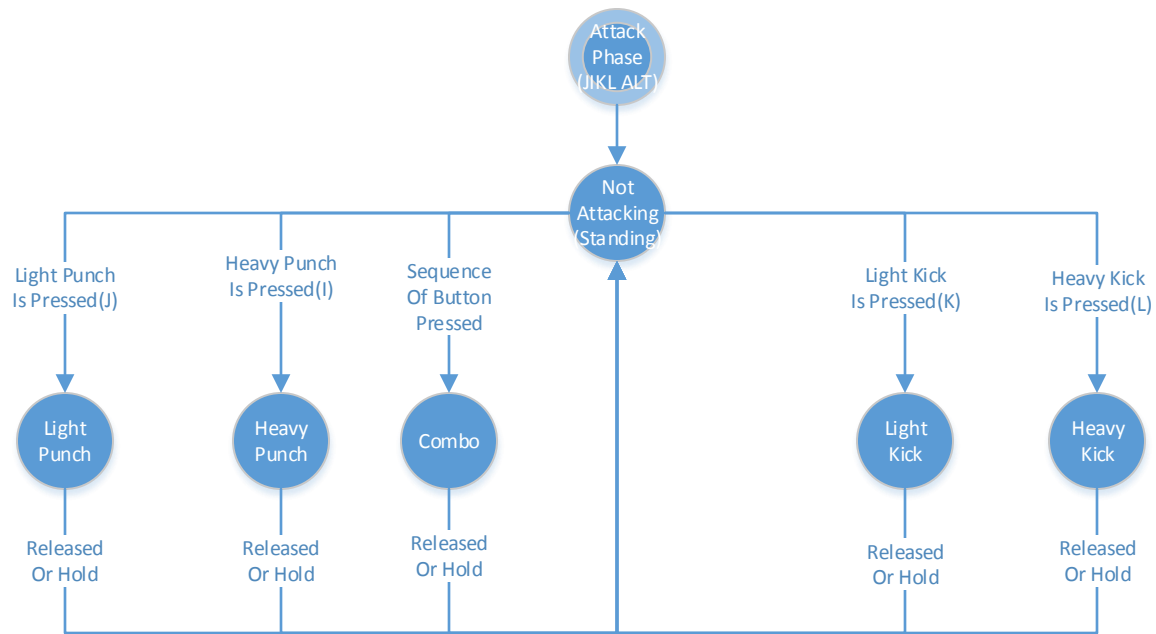 Attack
Phase
(JIKL ALT)
Not
Attacking
(Standing)
Light Punch
Is Pressed(J)
Heavy Punch
Is Pressed(I)
Sequence
Of Button
Pressed
Light Kick
Is Pressed(K)
Heavy Kick
Is Pressed(L)
Light
Punch
Heavy
Punch
Combo
Light
Kick
Heavy
Kick
Released
Or Hold
Released
Or Hold
Released
Or Hold
Released
Or Hold
Released
Or Hold